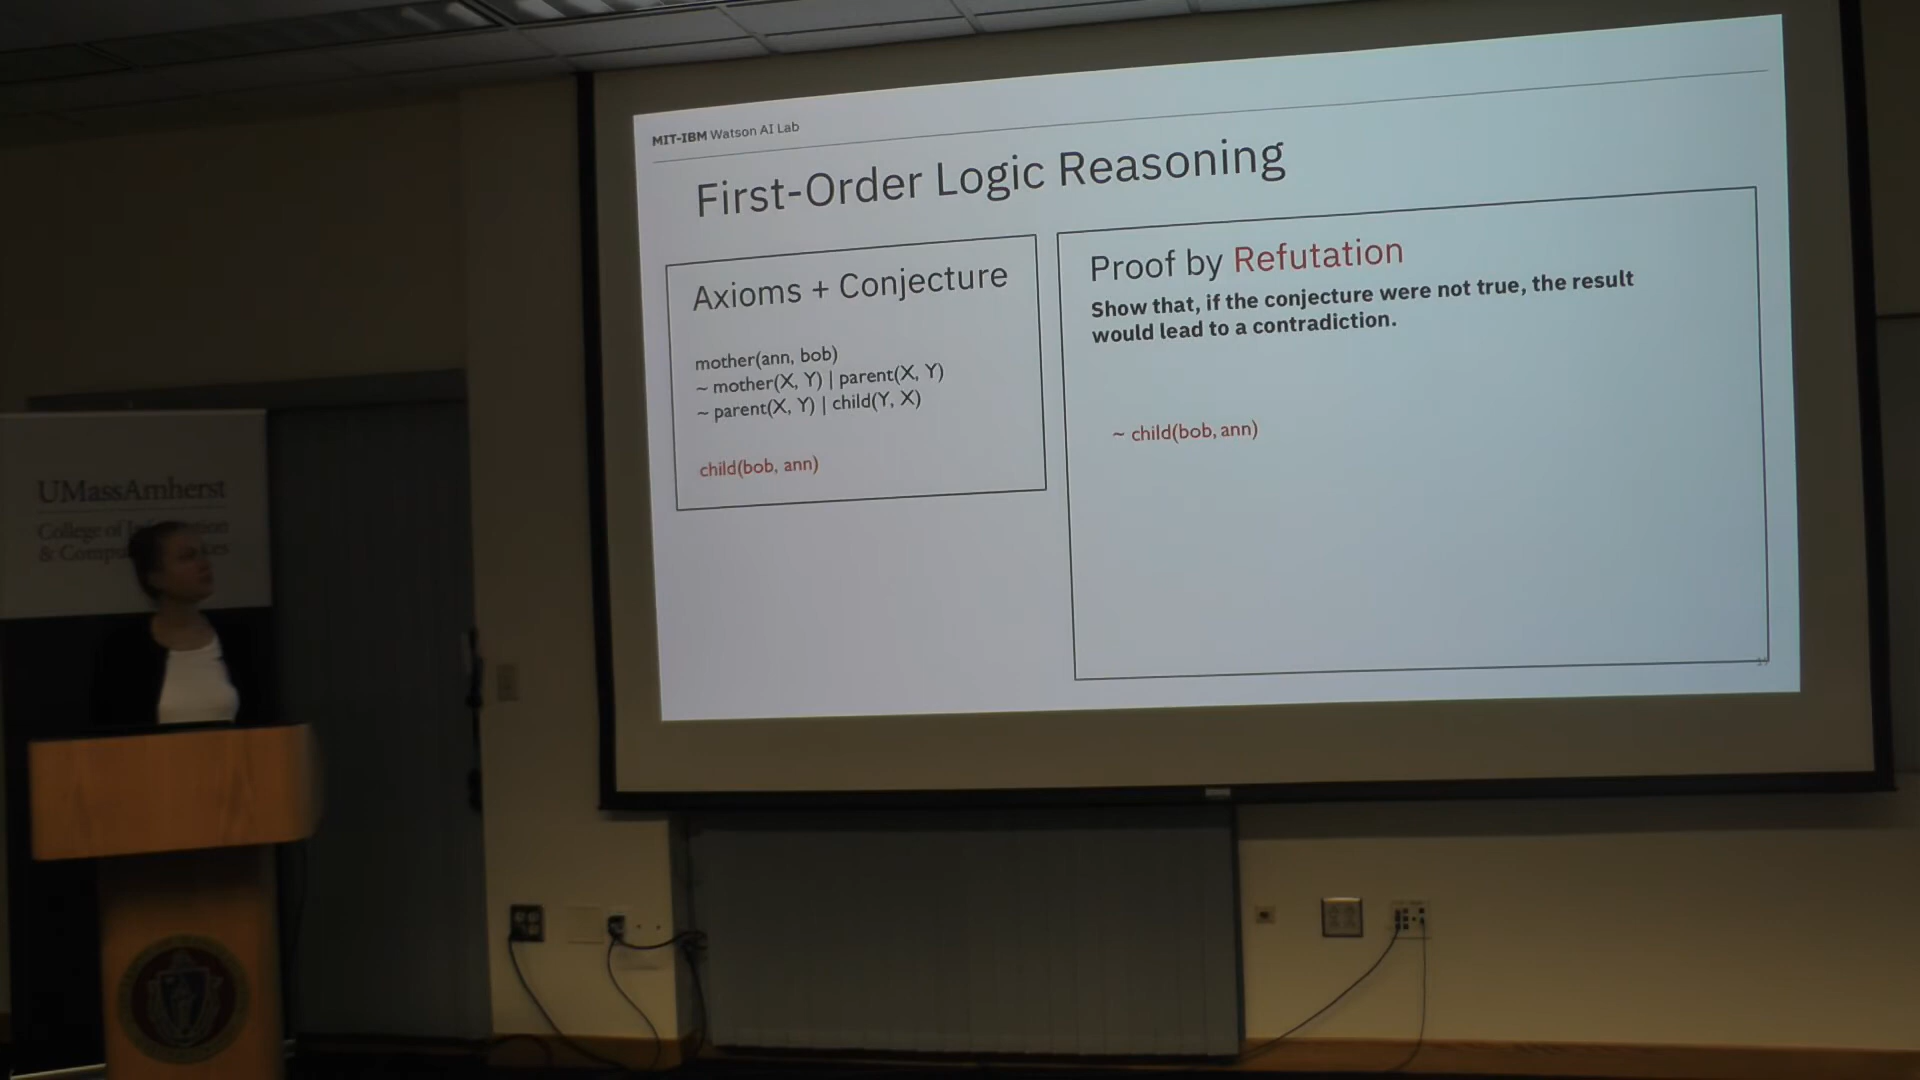 MIT-IBM Watson AI Lab
First-Order Logic Reasoning
Axioms + Conjecture
mother(ann, bob)
~ mother(X, Y) | parent(X, Y)
~ parent(X, Y) | child(Y, X)
child(bob, ann)
Proof by Refutation
Show that, if the conjecture were not true, the result
would lead to a contradiction.
~ child(bob, ann)
UMassAmherst
College of
&